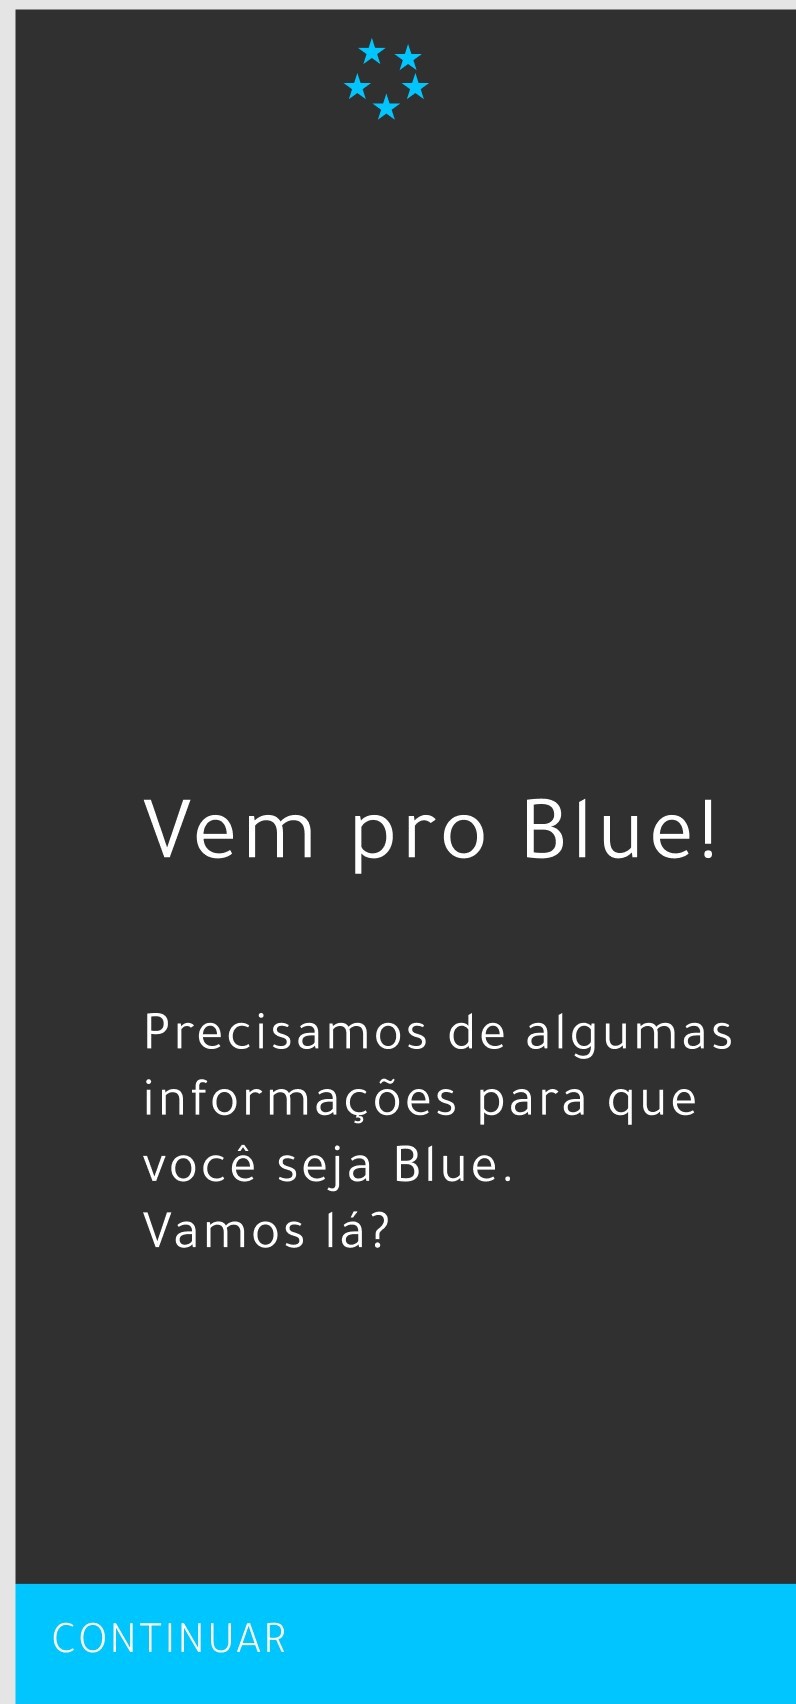 Vem pro Blue!
Precisamos de algumas
informações para que
você seja Blue.
Vamos lá?
CONTINUAR